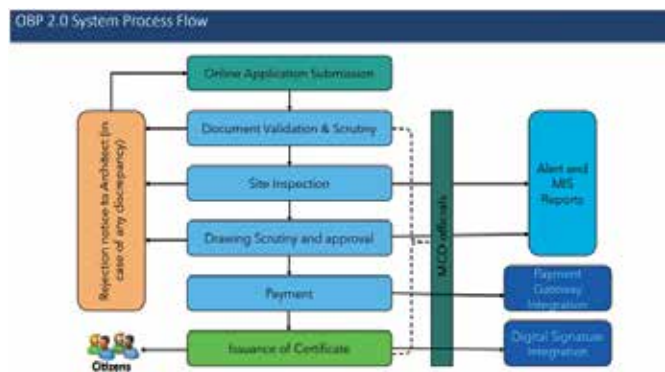 OBP 2.0 System Process Flow
Online Application Submission
Document Validation & Scrutiny
Site Inspection
Drawing Scrutiny and approval
Payment
Issuance of Certificate
Rejection notice to Architect (in
case of any discrepancy)
MCD officials
Alert and
MIS
Reports
Payment
Gateway
Integration
Digital Signature
Integration
Citizens